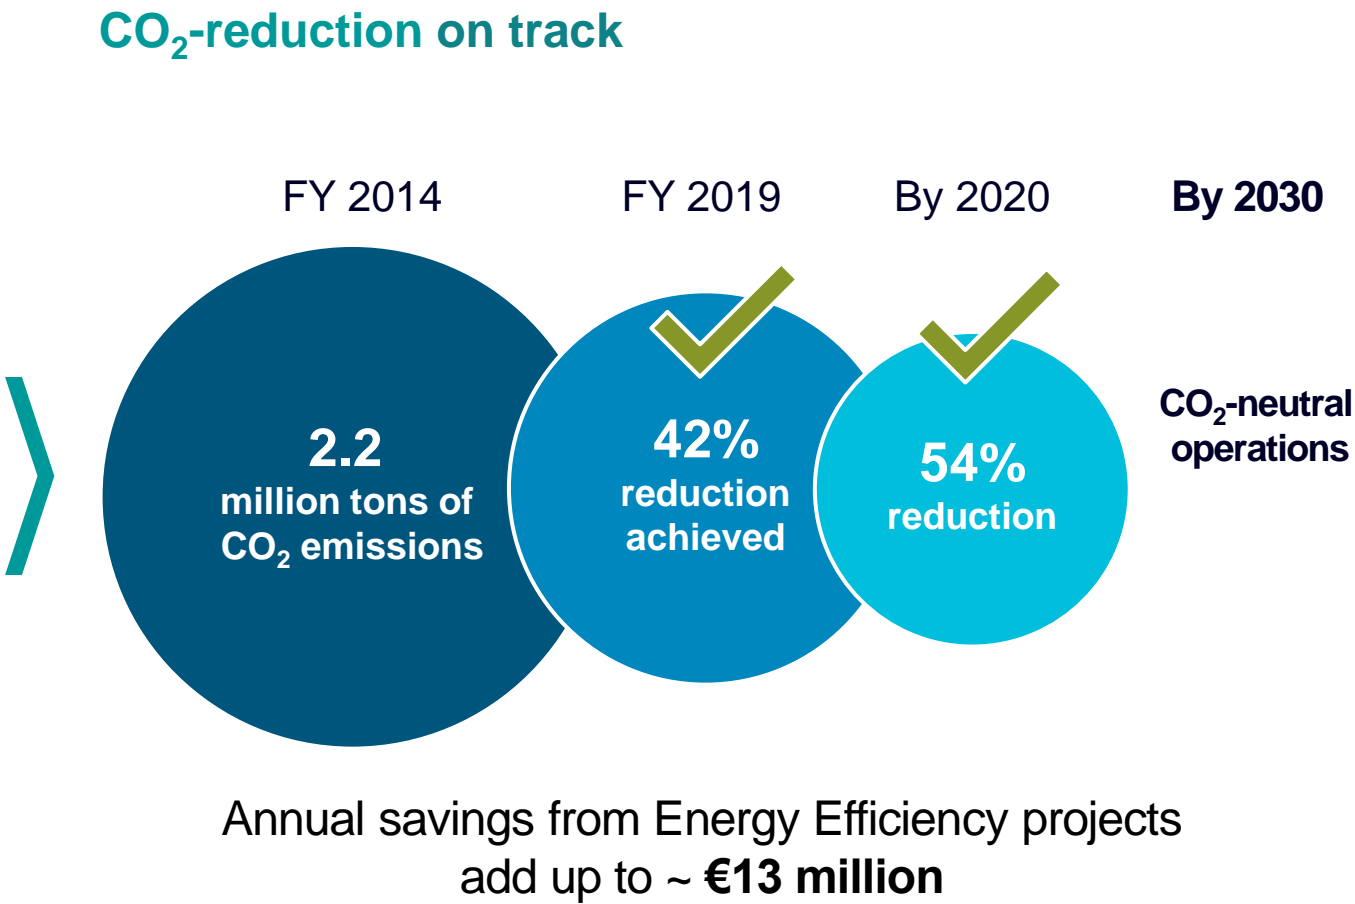 CO₂-reduction on track
FY 2014
FY 2019
By 2020
By 2030
2.2
million tons of
CO₂ emissions
42%
reduction
achieved
54%
reduction
CO₂-neutral
operations
Annual savings from Energy Efficiency projects
add up to ~ €13 million